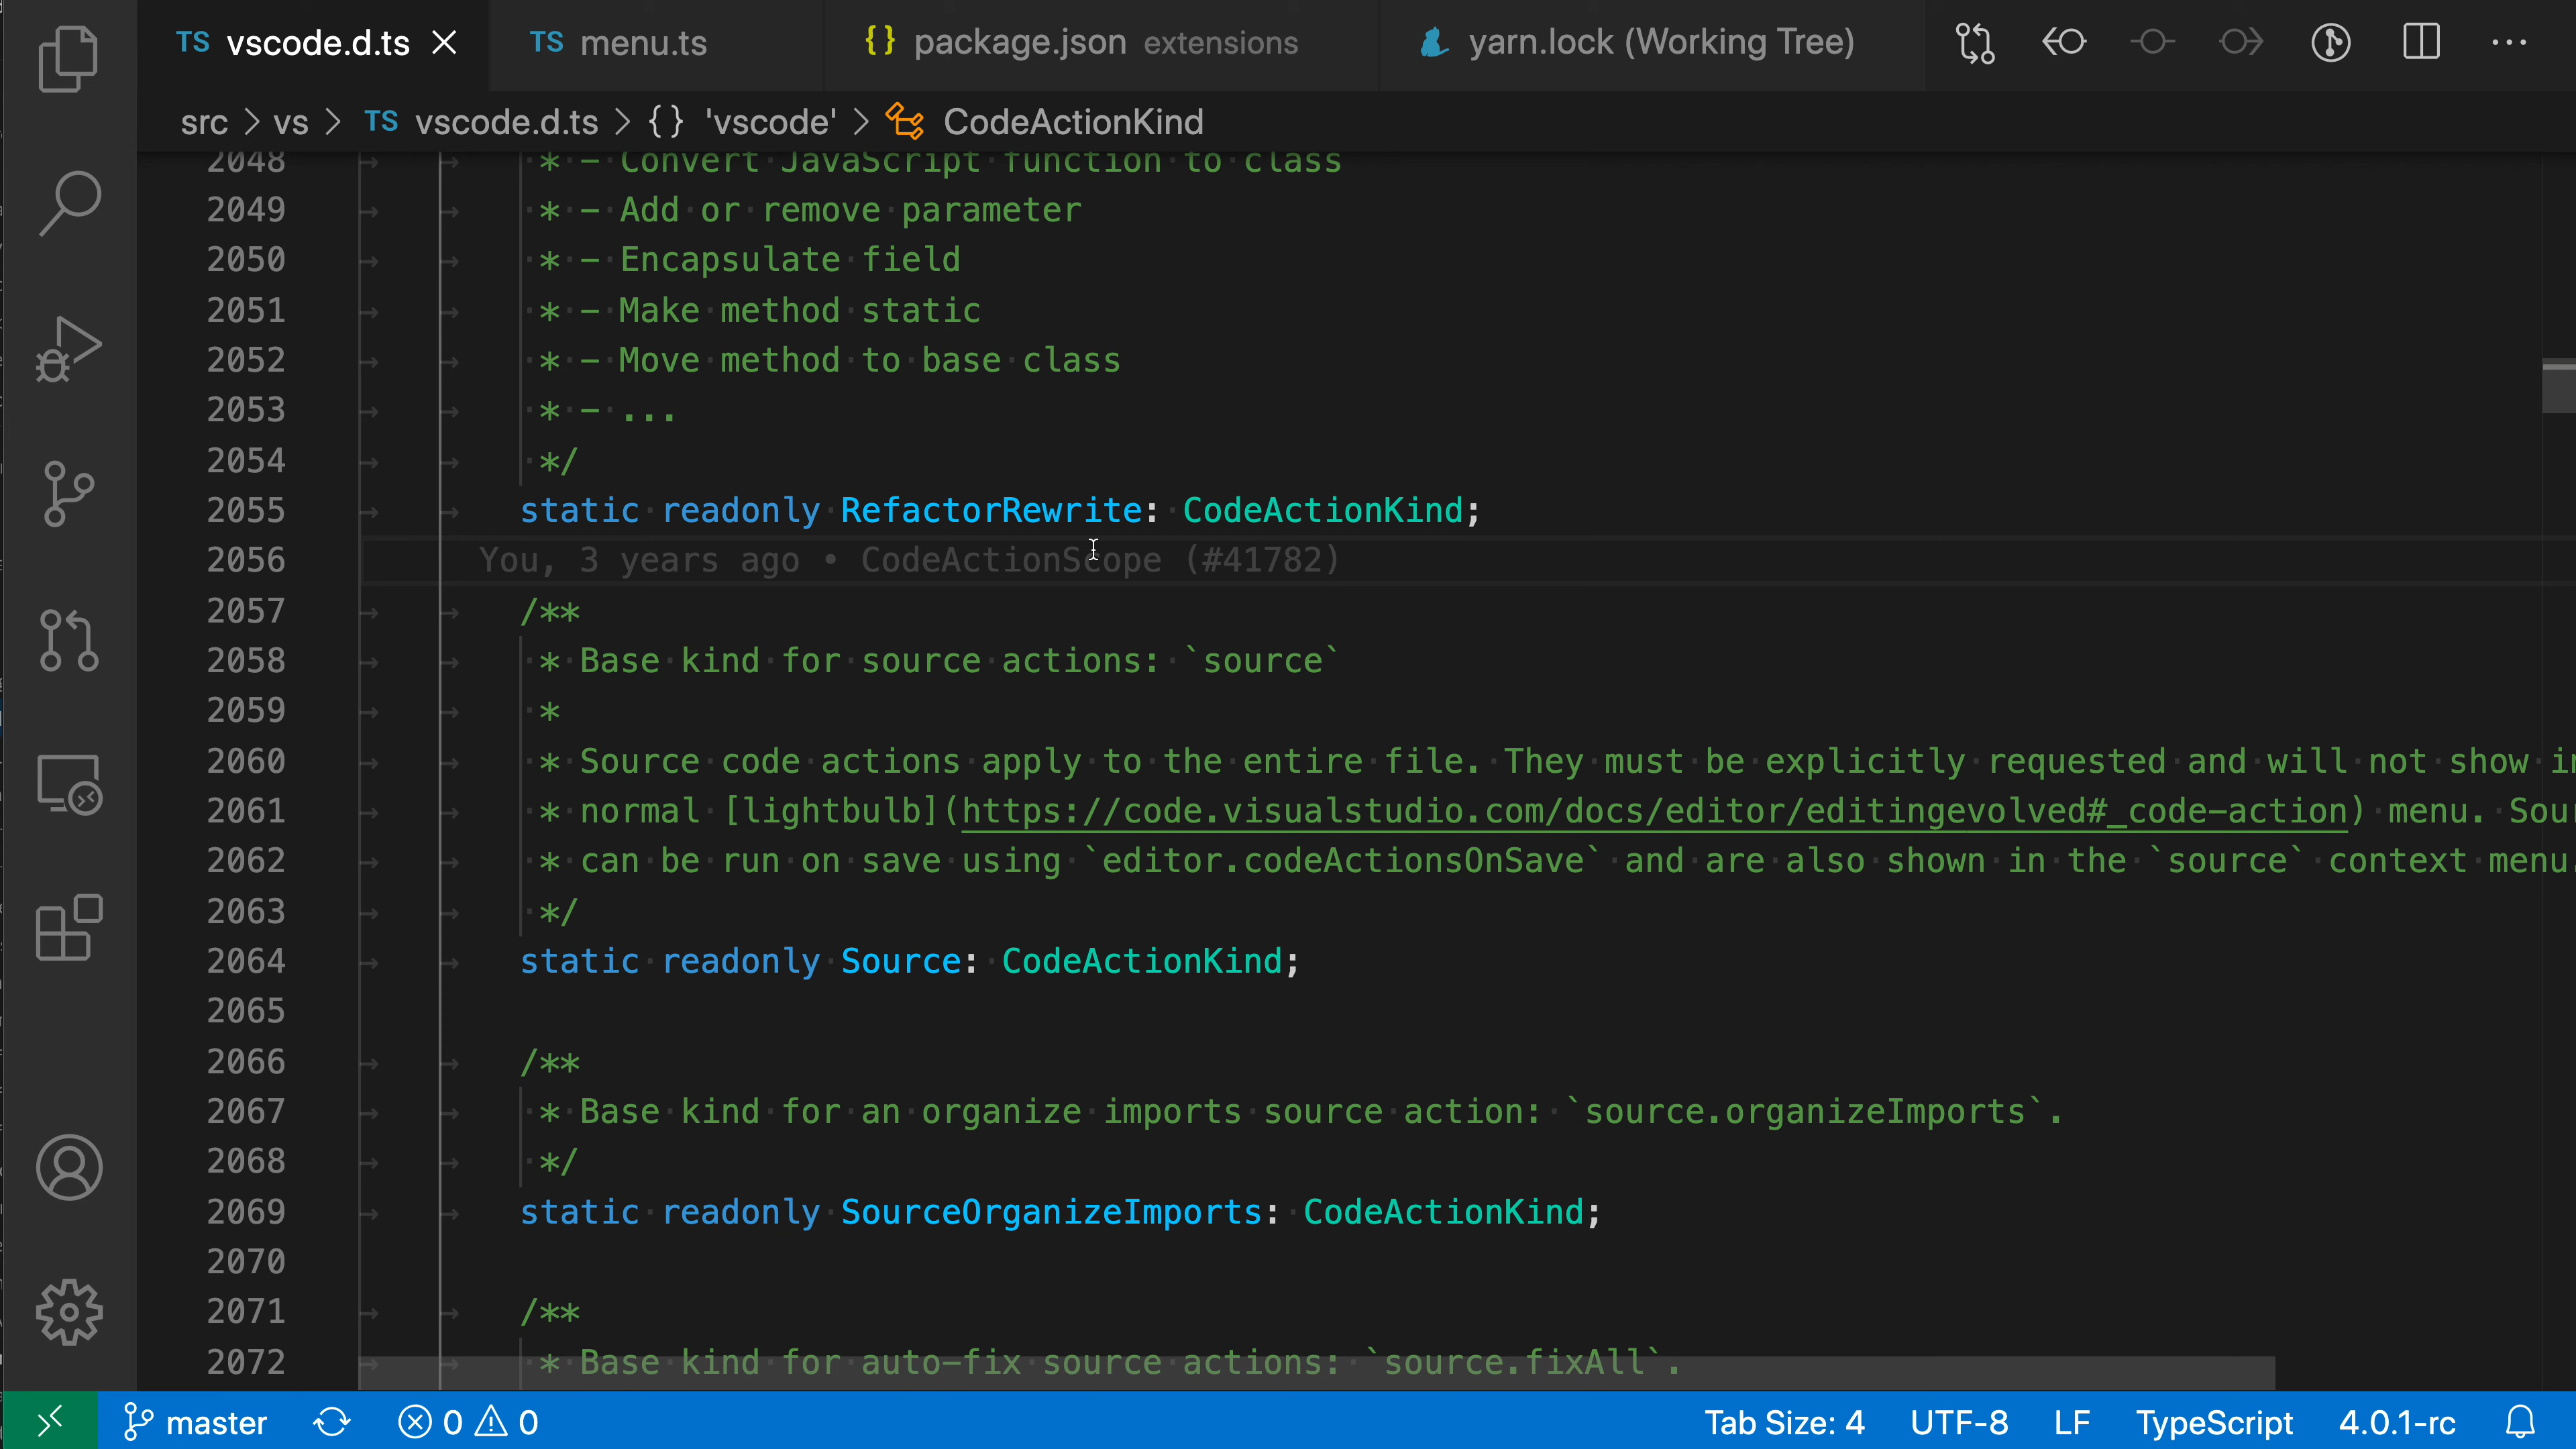 TS vscode.d.ts TS menu.ts {} package.json extensions yarn.lock (Working Tree)
src > vs > TS vscode.d.ts > {} 'vscode' > CodeActionKind
2048 * - Convert JavaScript function to class
2049 * - Add or remove parameter
2050 * - Encapsulate field
2051 * - Make method static
2052 * - Move method to base class
2053 * - ...
2054 */
2055 static readonly RefactorRewrite: CodeActionKind;
2056 You, 3 years ago • CodeActionScope (#41782)
2057 /**
2058 * Base kind for source actions: `source`
2059 *
2060 * Source code actions apply to the entire file. They must be explicitly requested and will not show in
2061 * normal [lightbulb](https://code.visualstudio.com/docs/editor/editingevolved#_code-action) menu. Sou
2062 * can be run on save using `editor.codeActionsOnSave` and are also shown in the `source` context menu.
2063 */
2064 static readonly Source: CodeActionKind;
2065
2066 /**
2067 * Base kind for an organize imports source action: `source.organizeImports`.
2068 */
2069 static readonly SourceOrganizeImports: CodeActionKind;
2070
2071 /**
2072 * Base kind for auto-fix source actions: `source.fixAll`.
master 0 0 Tab Size: 4 UTF-8 LF TypeScript 4.0.1-rc